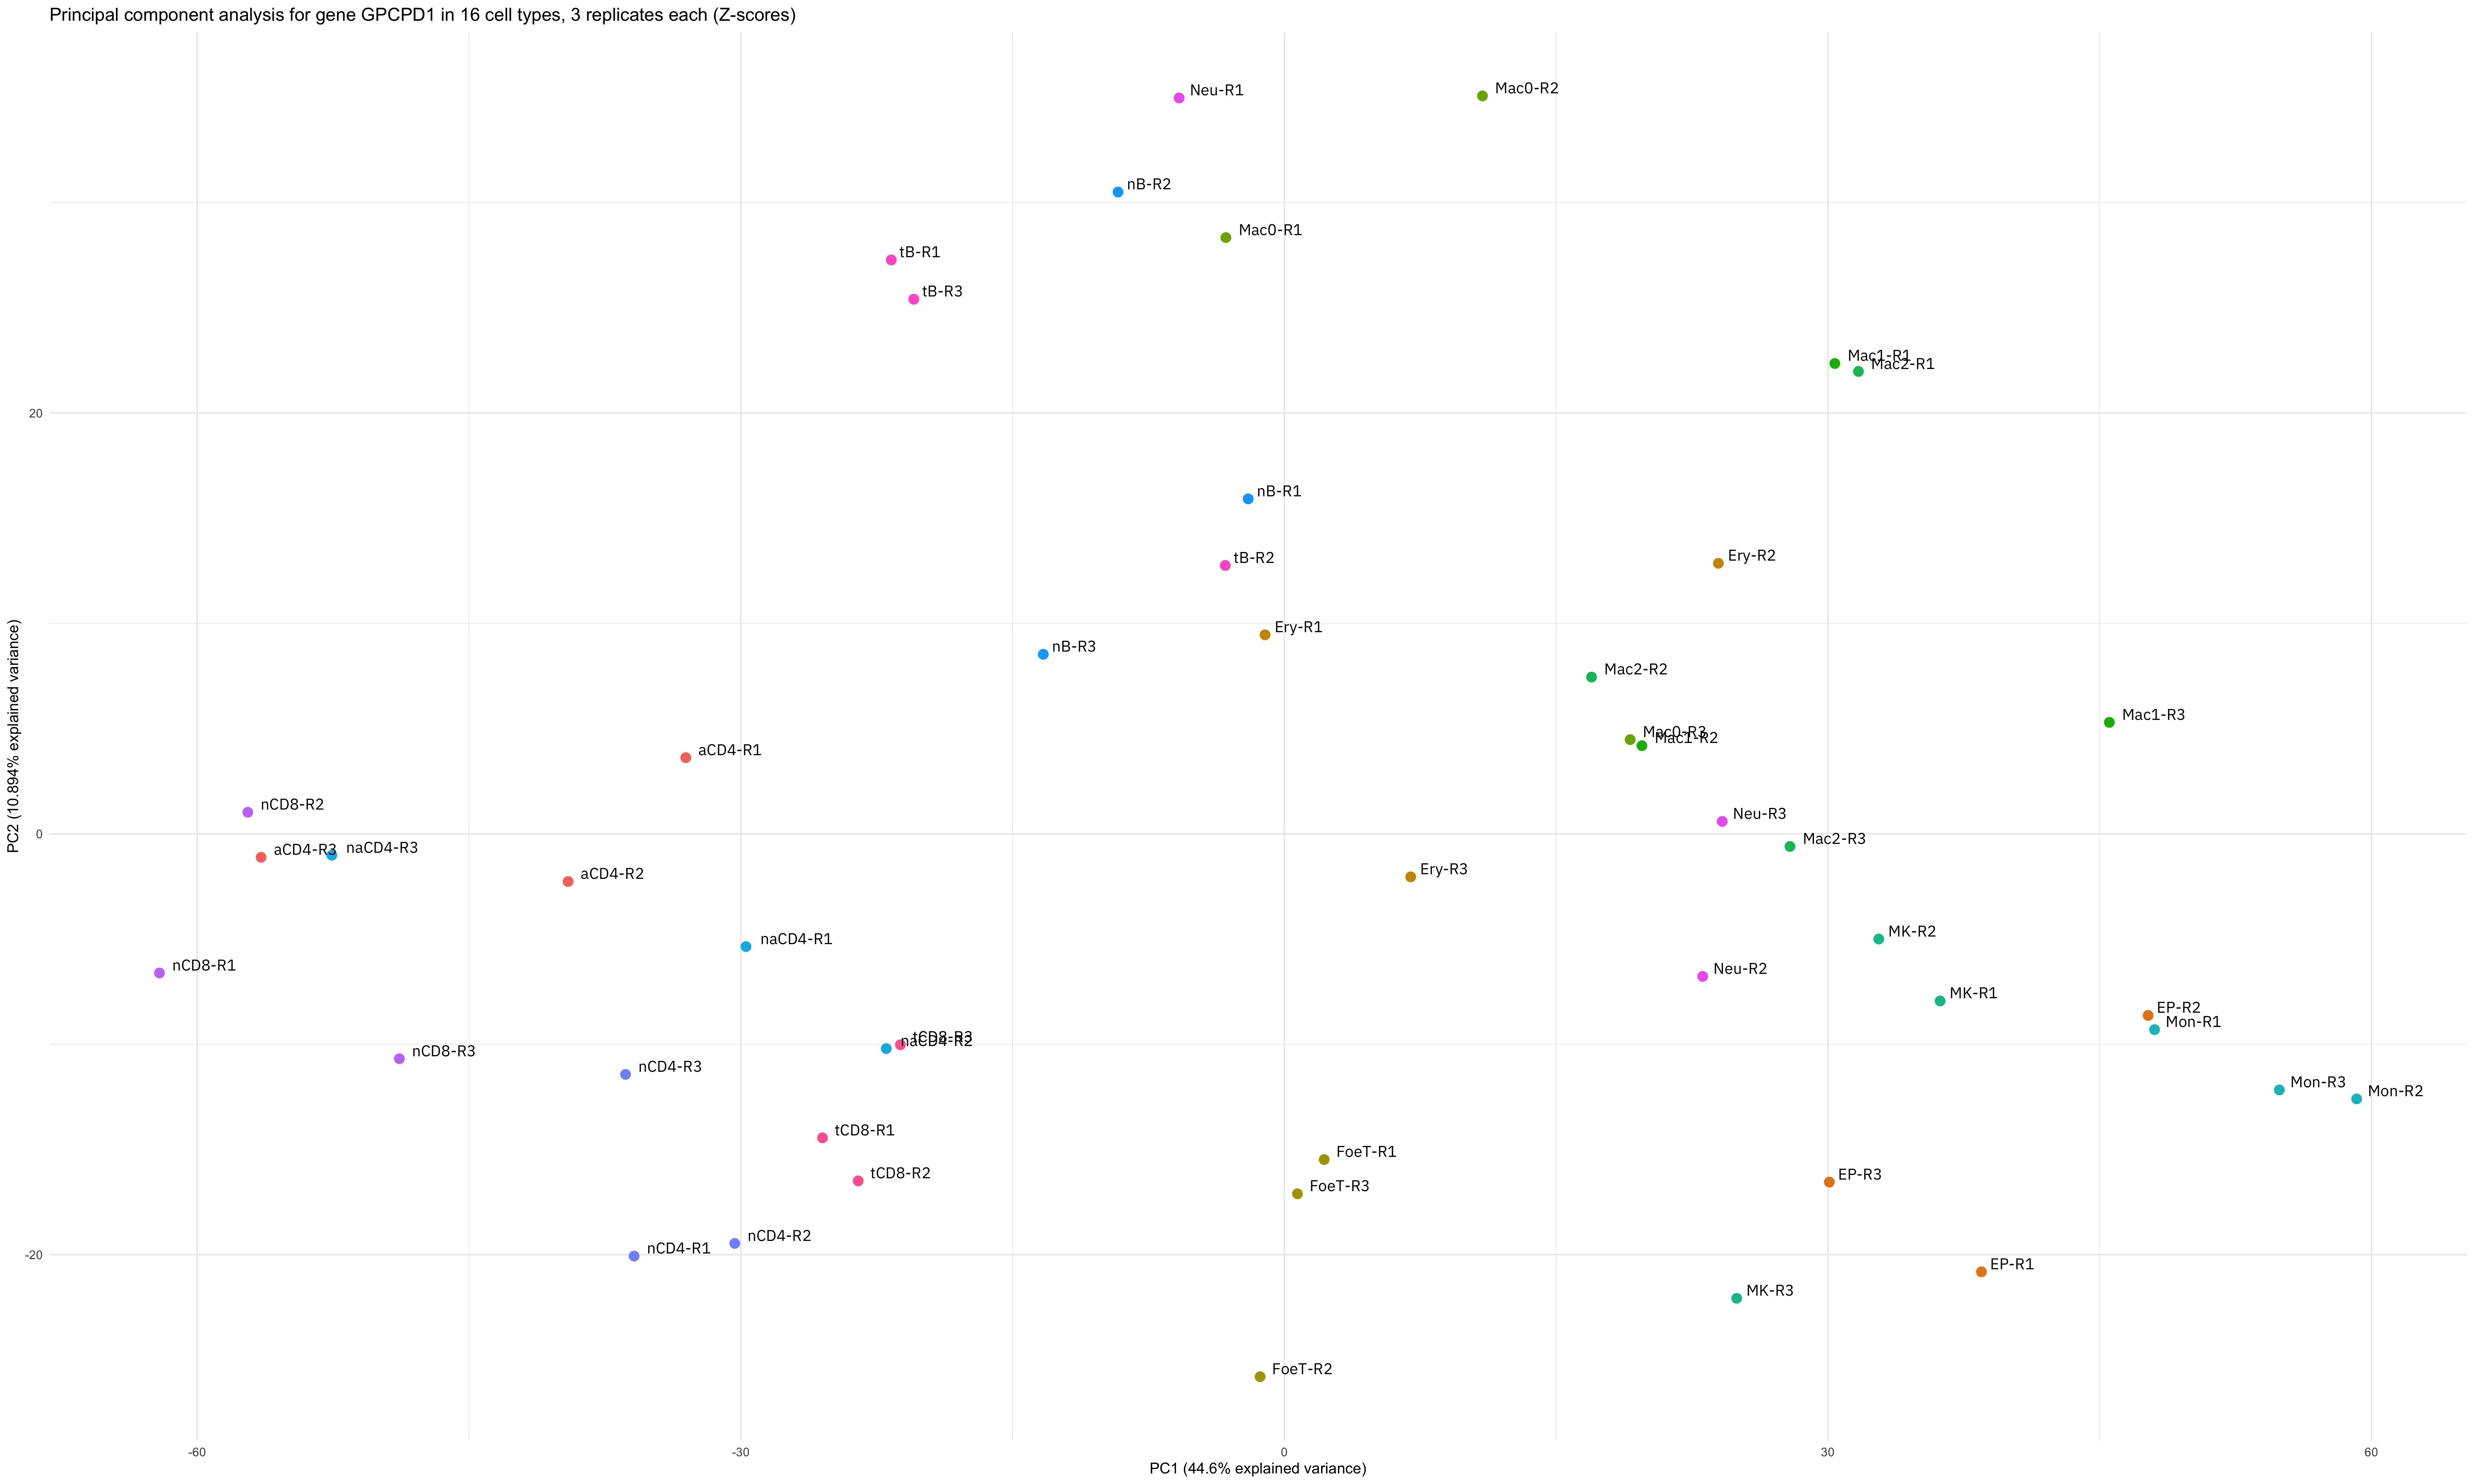 Principal component analysis for gene GPCPD1 in 16 cell types, 3 replicates each (Z-scores)
Neu-R1
Mac0-R2
nB-R2
Mac0-R1
tB-R1
tB-R3
Mac1-R1
Mac2-R1
20
nB-R1
tB-R2
Ery-R2
Ery-R1
nB-R3
Mac2-R2
Mac1-R3
Mac0-R3
Mac1-R2
aCD4-R1
nCD8-R2
Neu-R3
0
aCD4-R3
naCD4-R3
Mac2-R3
aCD4-R2
Ery-R3
naCD4-R1
MK-R2
nCD8-R1
Neu-R2
MK-R1
EP-R2
Mon-R1
tCD8-R3
naCD4-R2
nCD8-R3
nCD4-R3
Mon-R3
Mon-R2
tCD8-R1
FoeT-R1
tCD8-R2
EP-R3
FoeT-R3
nCD4-R2
nCD4-R1
-20
EP-R1
MK-R3
FoeT-R2
PC2 (10.894% explained variance)
-60
-30
0
30
60
PC1 (44.6% explained variance)